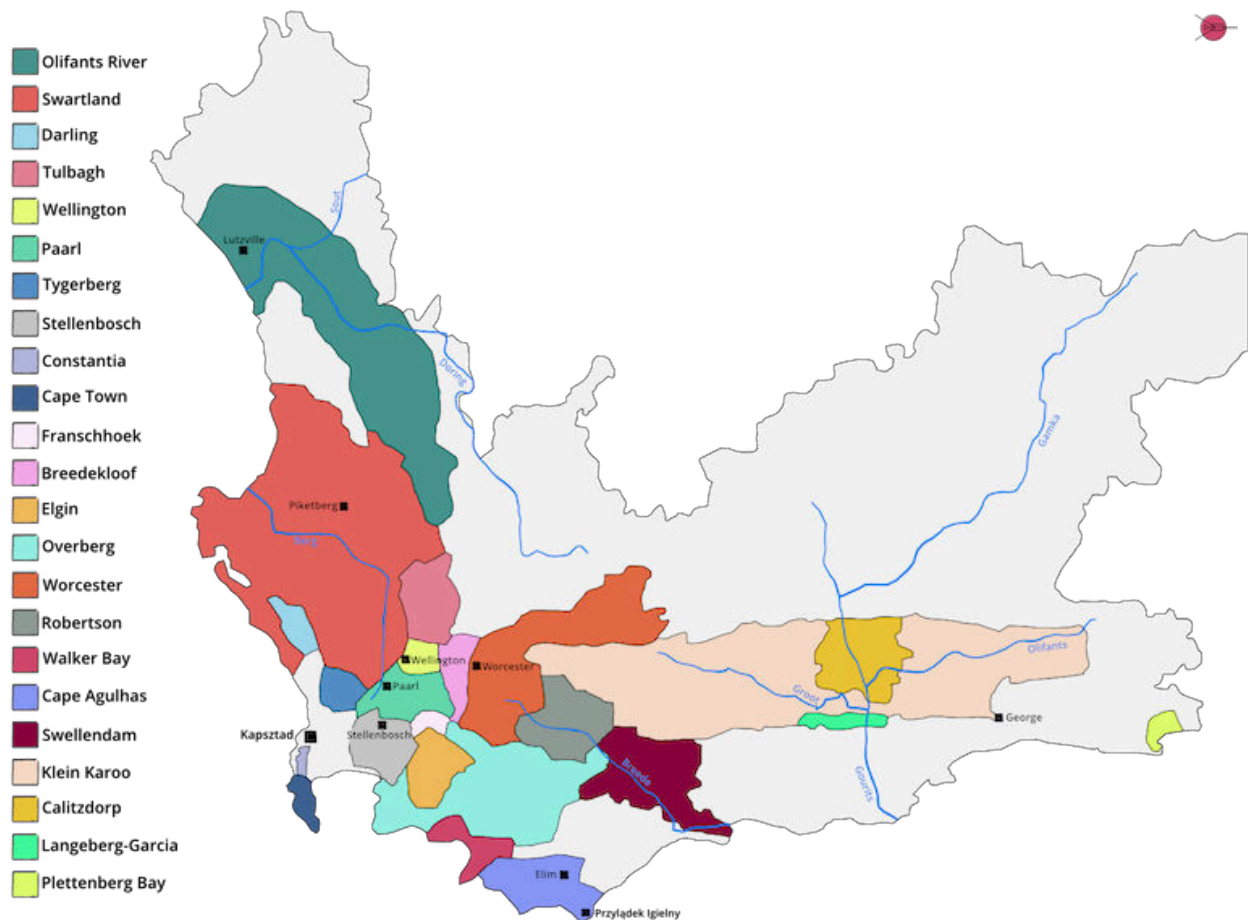 Olifants River
Swartland
Darling
Tulbagh
Wellington
Paarl
Tygerberg
Stellenbosch
Constantia
Cape Town
Franschhoek
Breedekloof
Elgin
Overberg
Worcester
Robertson
Walker Bay
Cape Agulhas
Swellendam
Klein Karoo
Calitzdorp
Langeberg-Garcia
Plettenberg Bay
Sout
Lutzville
Doring
Gamka
Piketberg
Berg
Olifants
Wellington
Worcester
Paarl
Groot
George
Kapsztad
Stellenbosch
Breede
Gourits
Elim
Przylądek Igielny